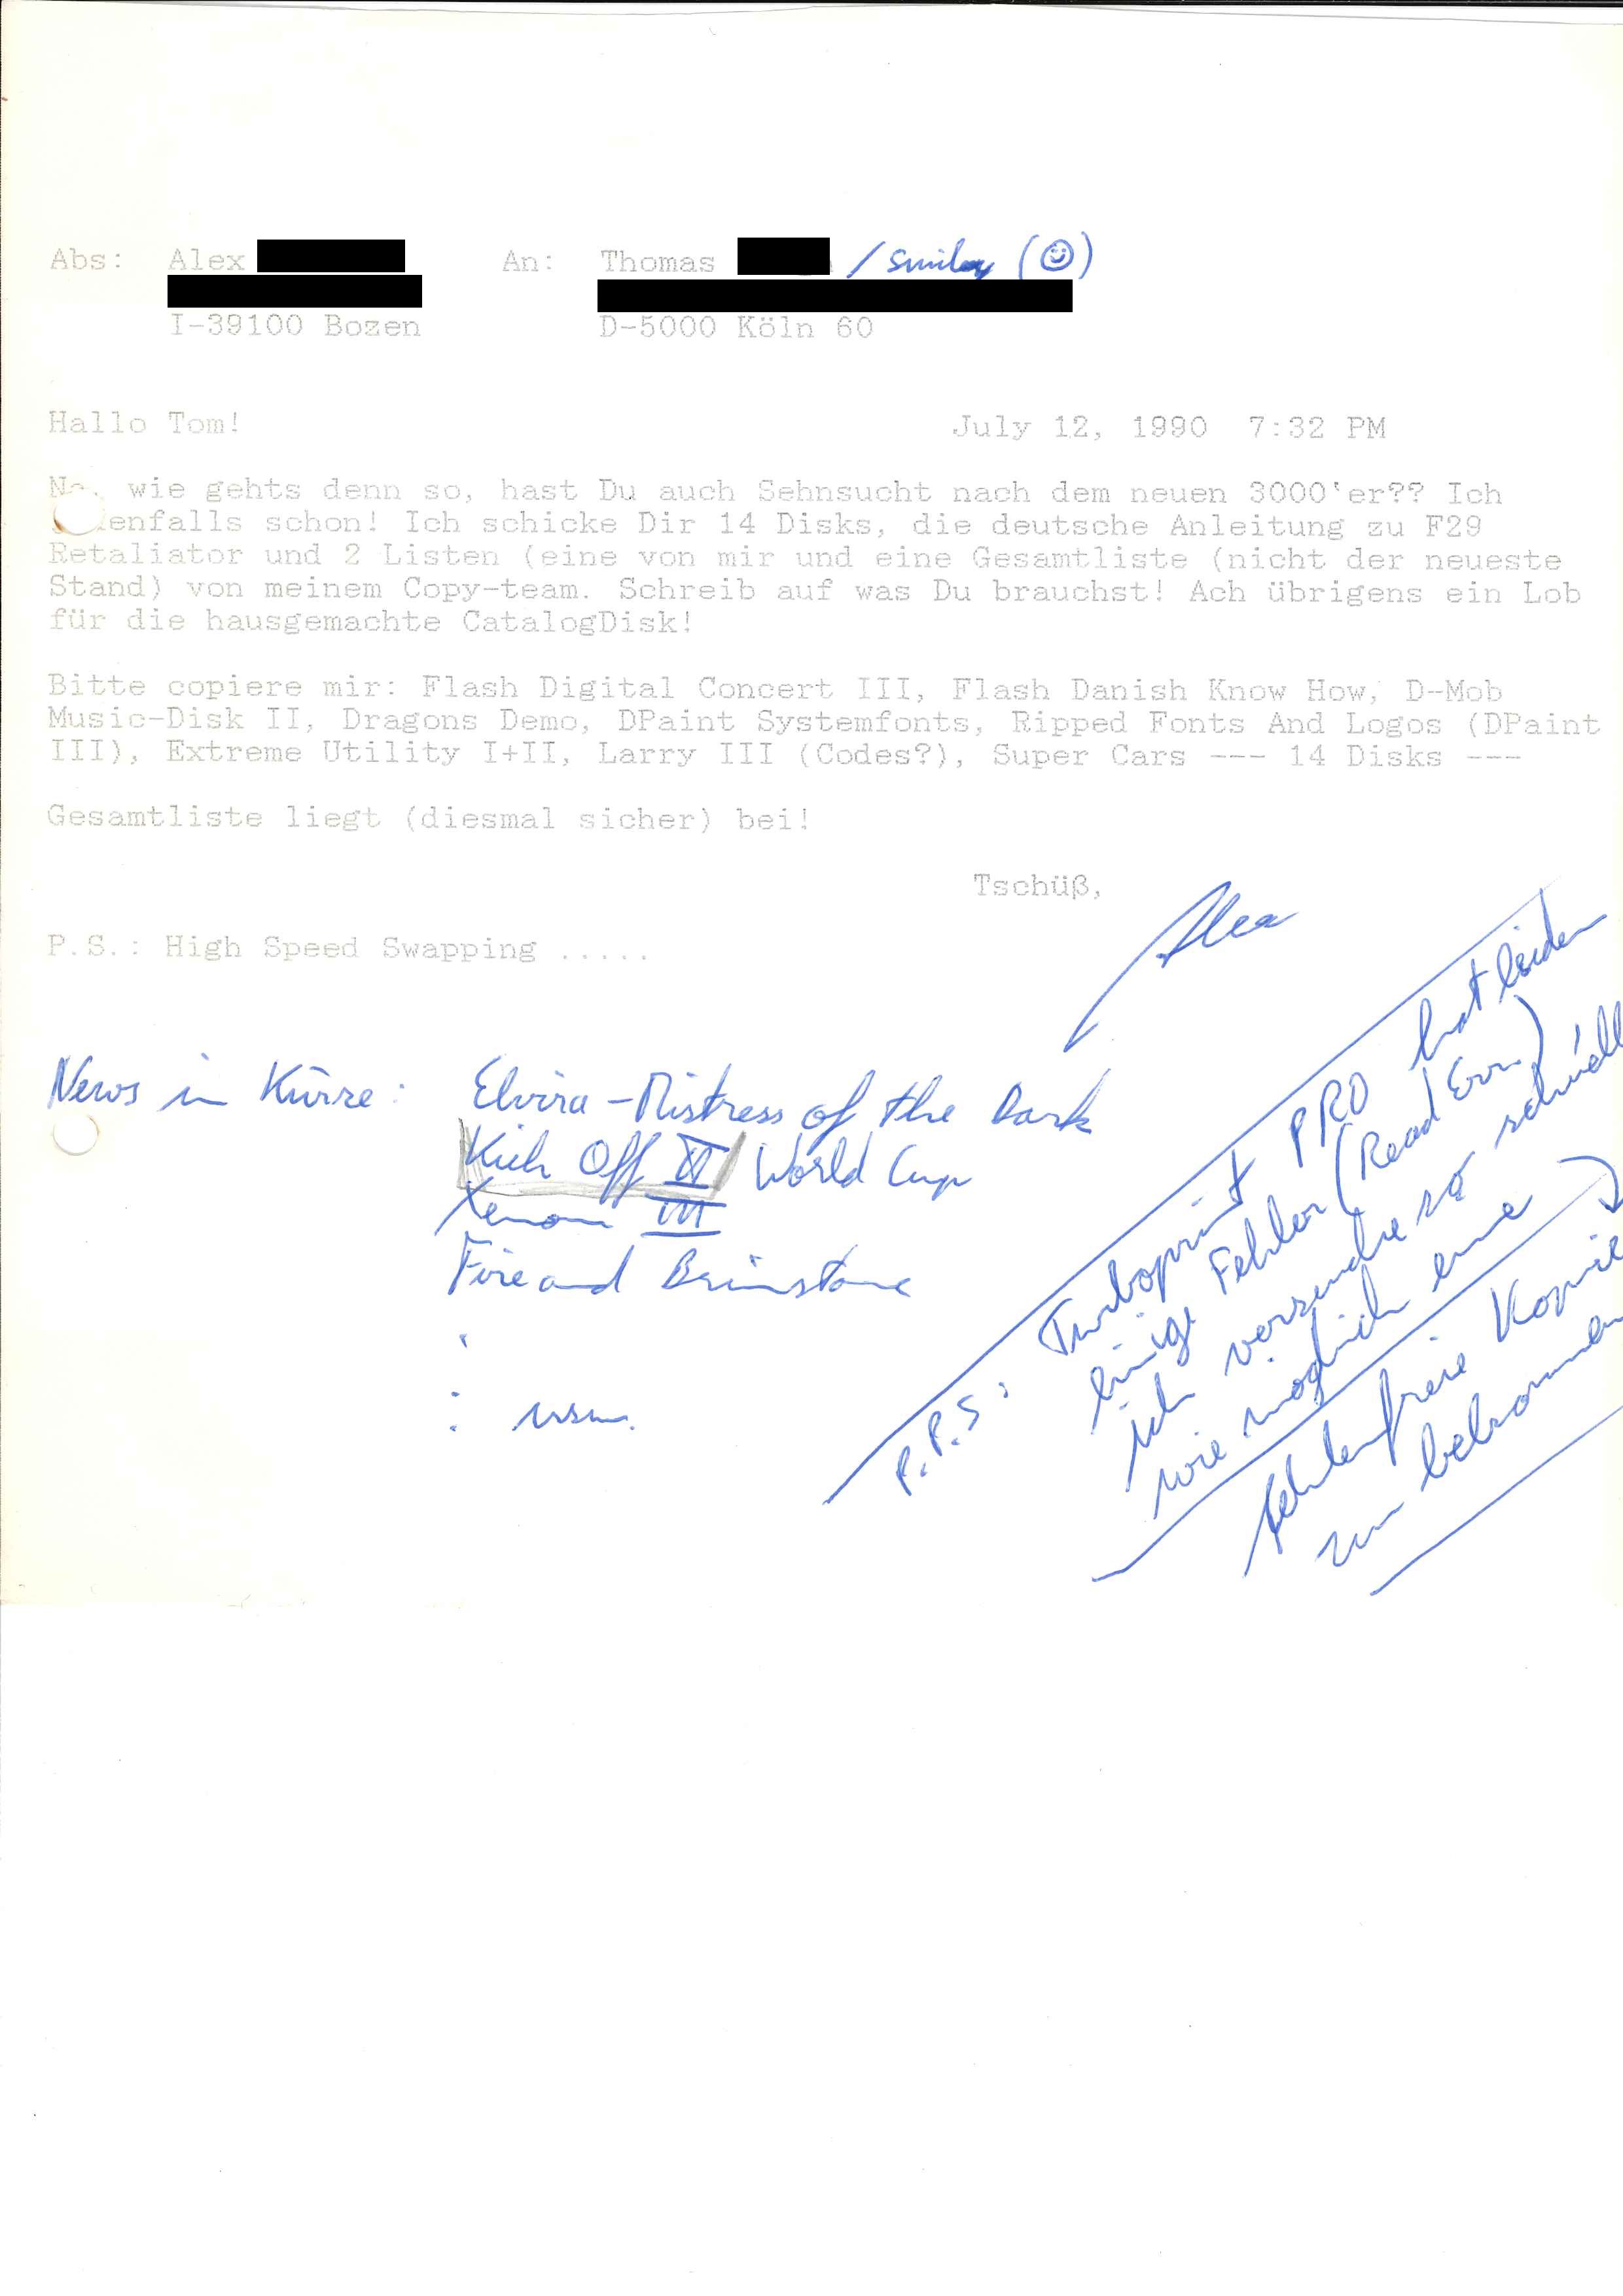 Abs: Alex An: Thomas / Smiley (☺)
I-39100 Bozen D-5000 Köln 60
Hallo Tom! July 12, 1990 7:32 PM
wie gehts denn so, hast Du auch Sehnsucht nach dem neuen 3000'er?? Ich
enfalls schon! Ich schicke Dir 14 Disks, die deutsche Anleitung zu F29
Retaliator und 2 Listen (eine von mir und eine Gesamtliste (nicht der neueste
Stand) von meinem Copy-team. Schreib auf was Du brauchst! Ach übrigens ein Lob
für die hausgemachte CatalogDisk!
Bitte copiere mir: Flash Digital Concert III, Flash Danish Know How, D-Mob
Music-Disk II, Dragons Demo, DPaint Systemfonts, Ripped Fonts And Logos (DPaint
III), Extreme Utility I+II, Larry III (Codes?), Super Cars --- 14 Disks ---
Gesamtliste liegt (diesmal sicher) bei!
Tschüß,
Alex
P.S.: High Speed Swapping .....
News in Kürze: Elvira - Mistress of the Dark
Kick Off II World Cup
Xenon III
Fire and Brimstone
.
: usw.
P.P.S: Turboprint PRO hat leider
einige Fehler (Read Err.)
ich versuche so schnell
wie möglich eine
fehlerfreie Kopie
zu bekommen